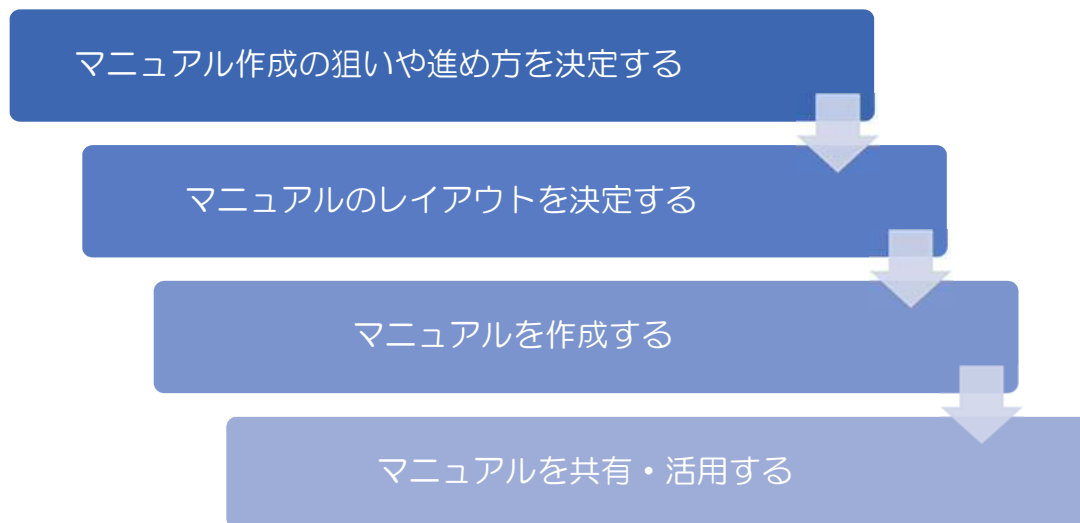 マニュアル作成の狙いや進め方を決定する
マニュアルのレイアウトを決定する
マニュアルを作成する
マニュアルを共有・活用する